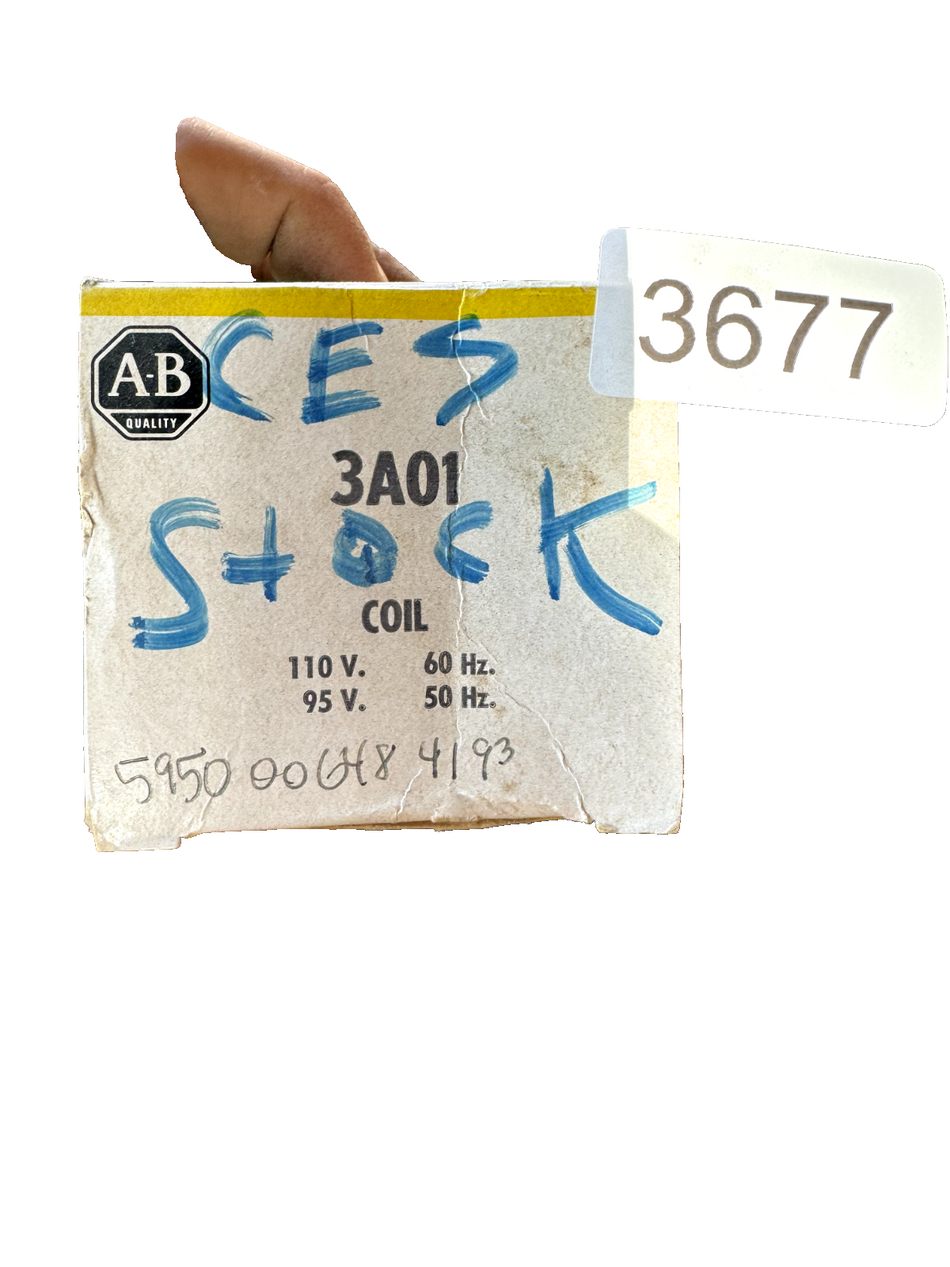 3677
A-B
QUALITY
CES
3A01
StOCK
COIL
110 V. 60 Hz.
95 V. 50 Hz.
5950 00 648 4193